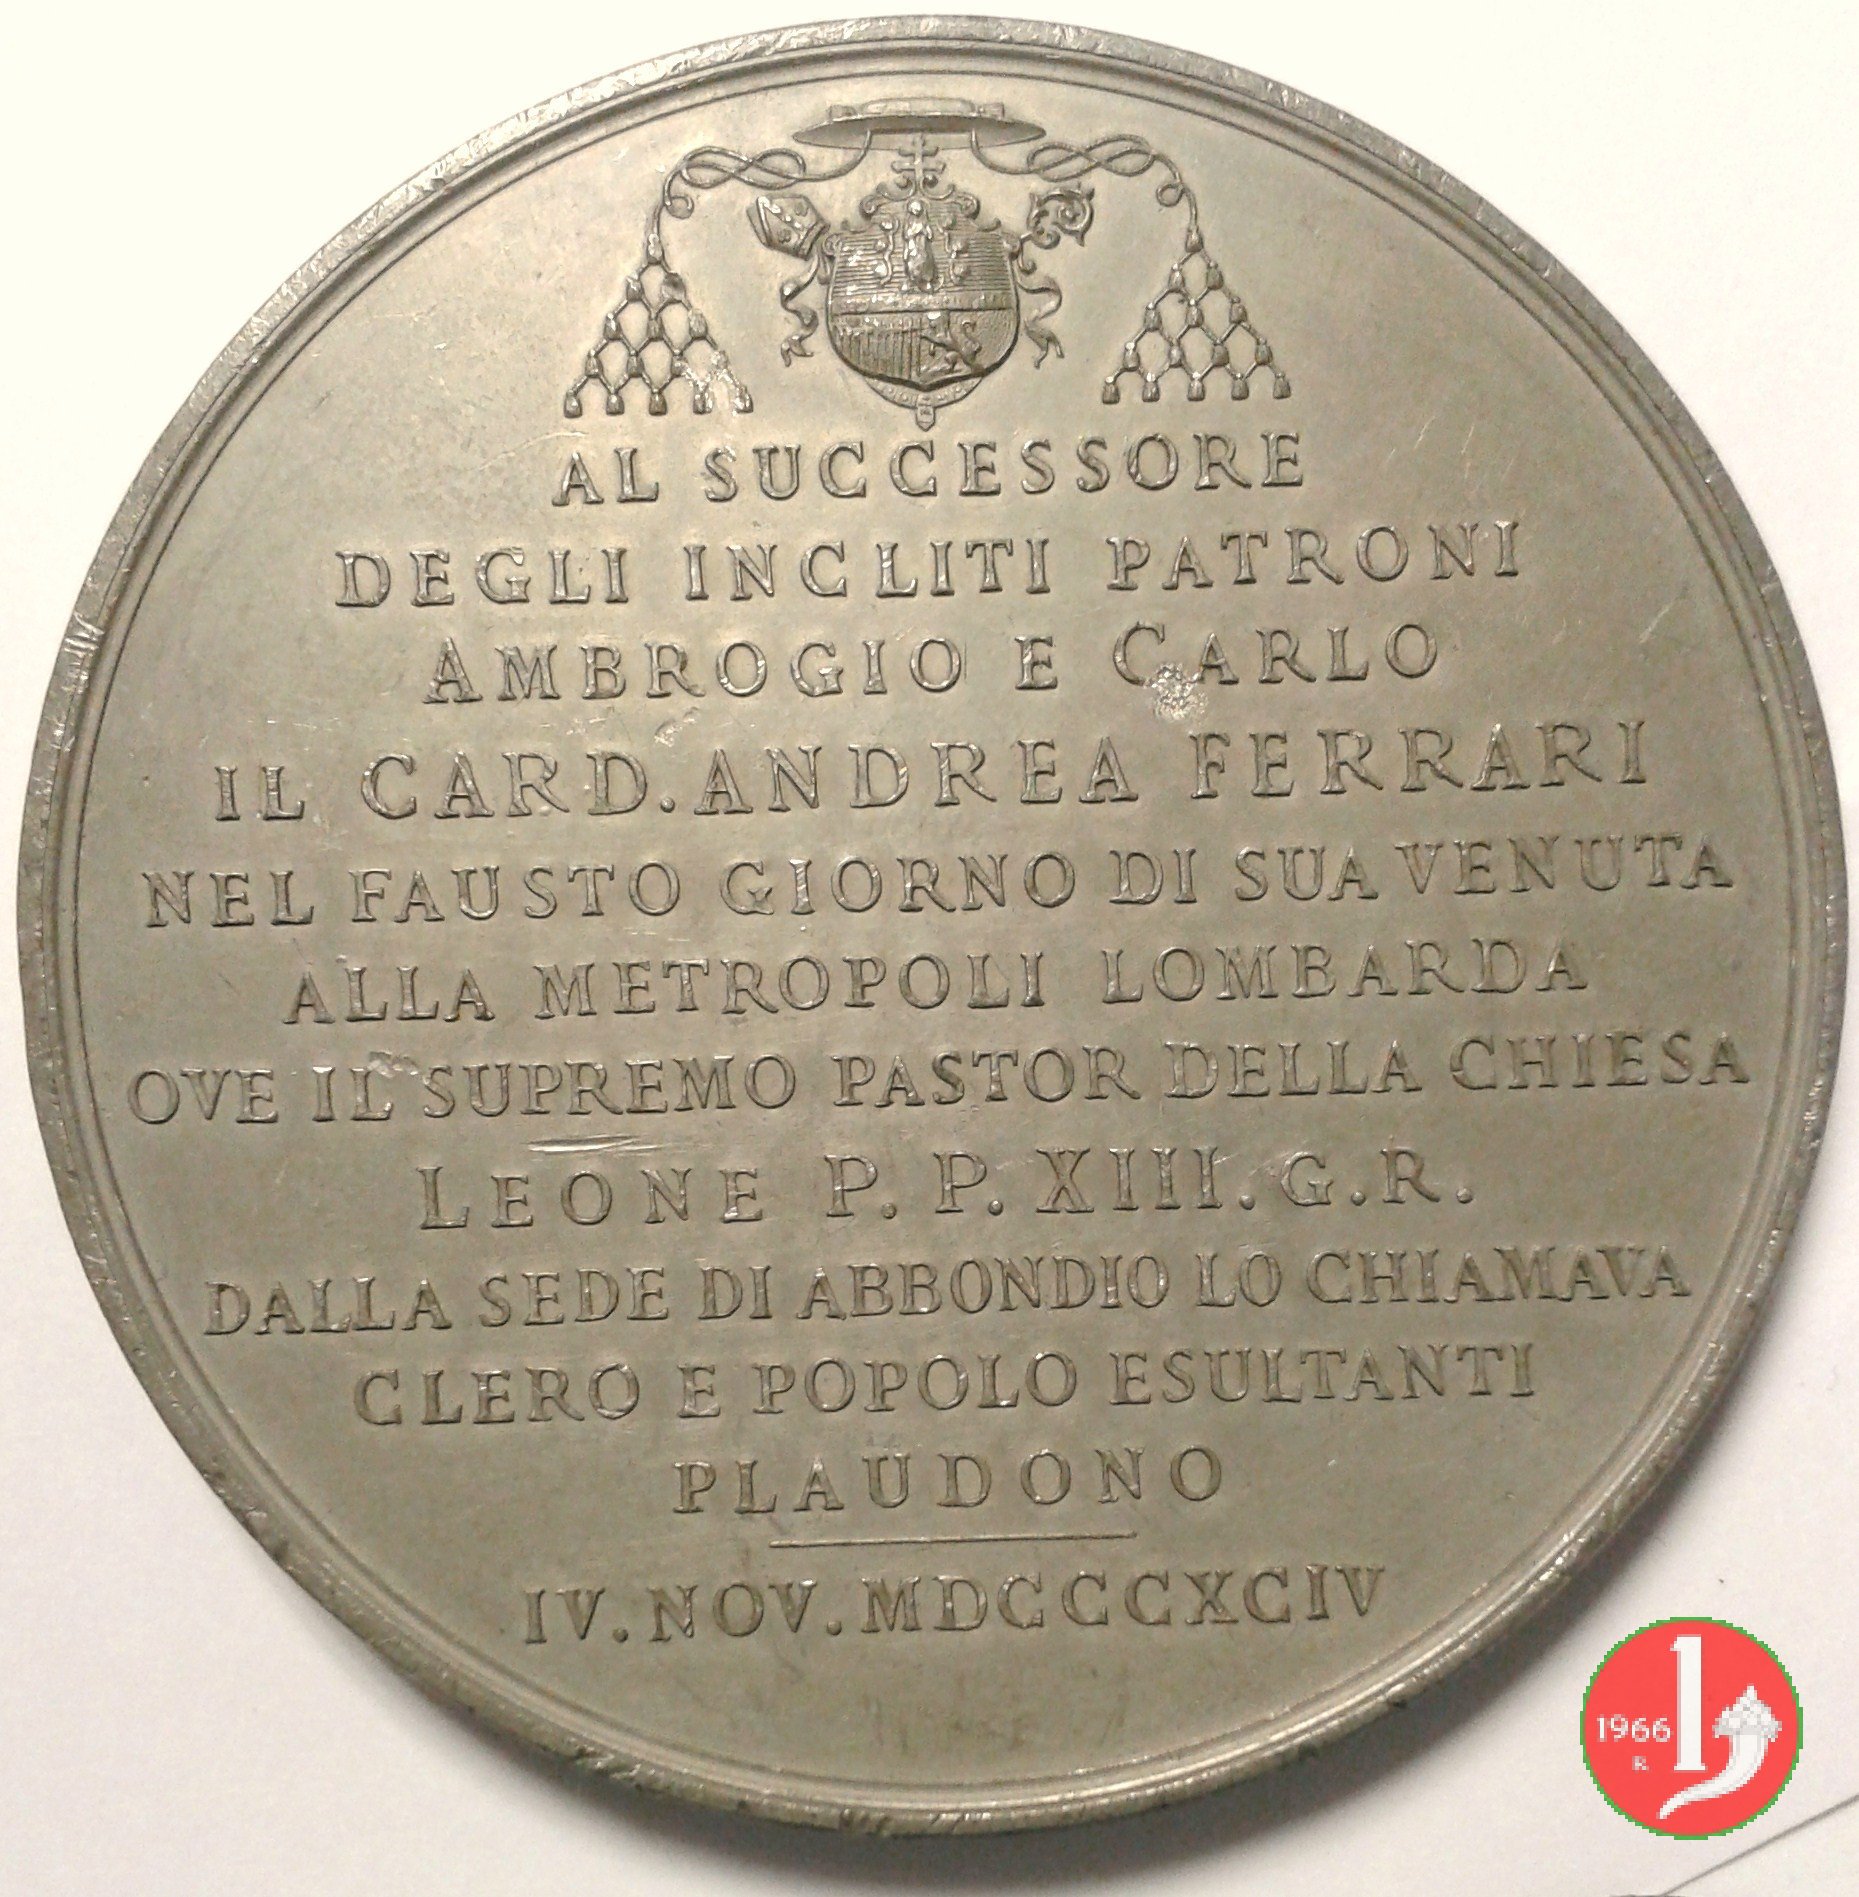 AL SUCCESSORE
DEGLI INCLITI PATRONI
AMBROGIO E CARLO
IL CARD. ANDREA FERRARI
NEL FAUSTO GIORNO DI SUA VENUTA
ALLA METROPOLI LOMBARDA
OVE IL SUPREMO PASTOR DELLA CHIESA
LEONE P. P. XIII. G. R.
DALLA SEDE DI ABBONDIO LO CHIAMAVA
CLERO E POPOLO ESULTANTI
PLAUDONO
IV. NOV. MDCCCXCIV
1966
R